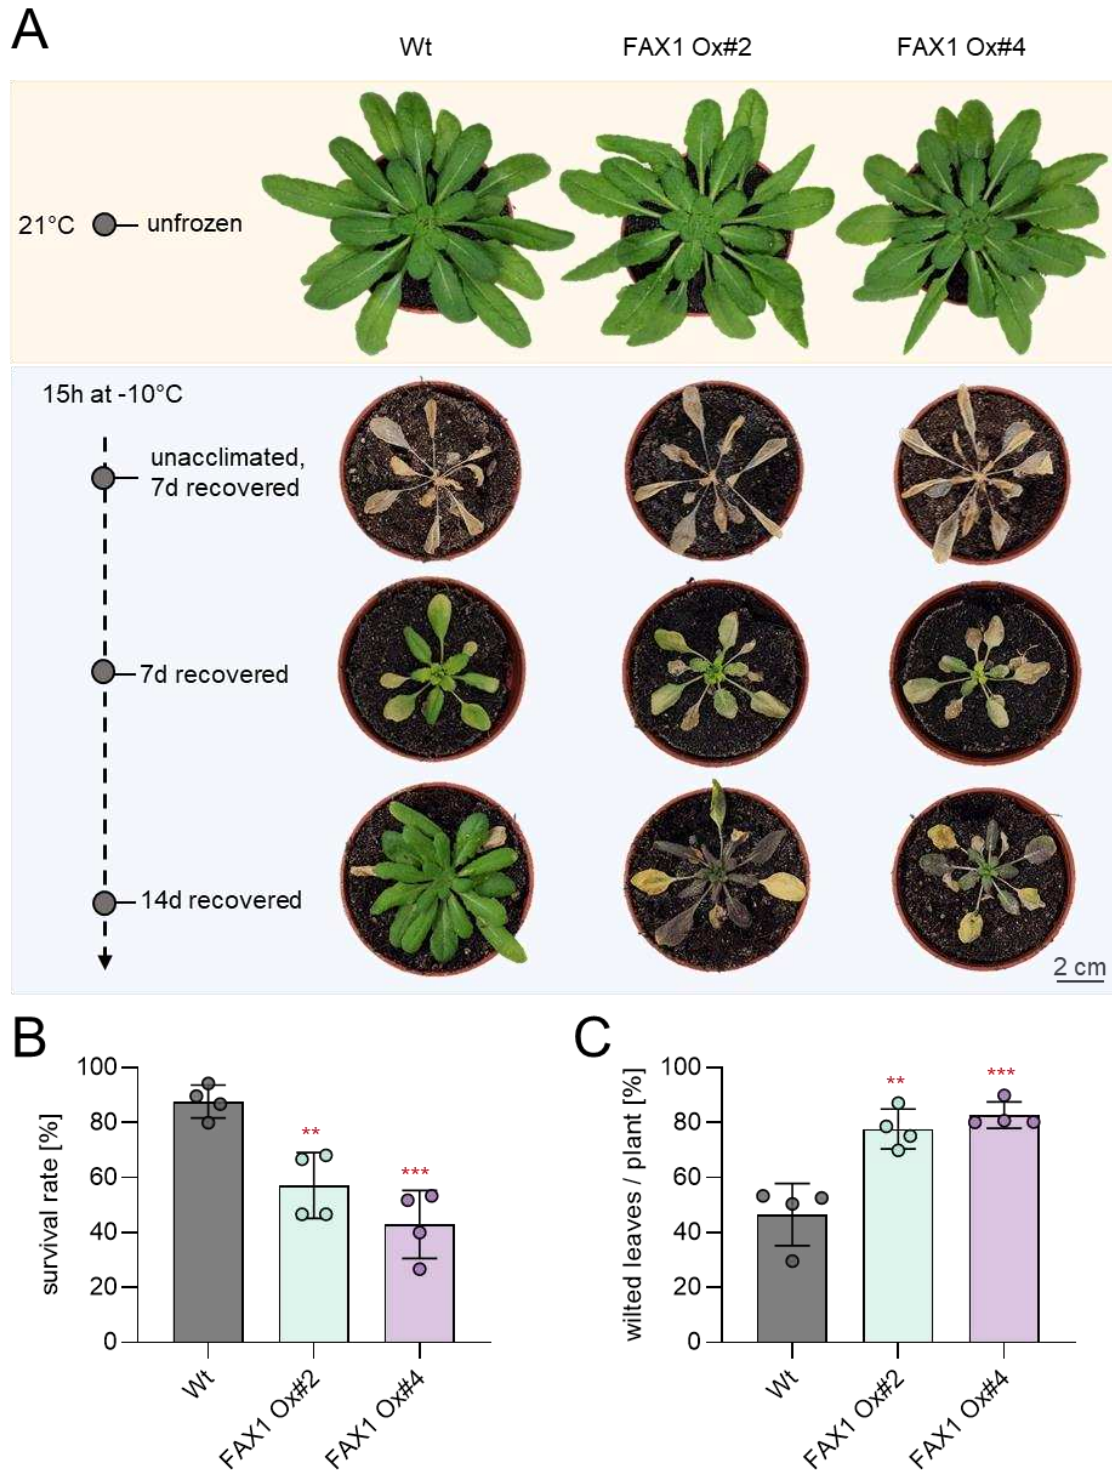 A
Wt FAX1 Ox#2 FAX1 Ox#4
21°C unfrozen
15h at -10°C
unacclimated,
7d recovered
7d recovered
14d recovered
2 cm
B
survival rate [%]
100
80
60
40
20
0
**
***
Wt
FAX1 Ox#2
FAX1 Ox#4
C
wilted leaves / plant [%]
100
80
60
40
20
0
**
***
Wt
FAX1 Ox#2
FAX1 Ox#4